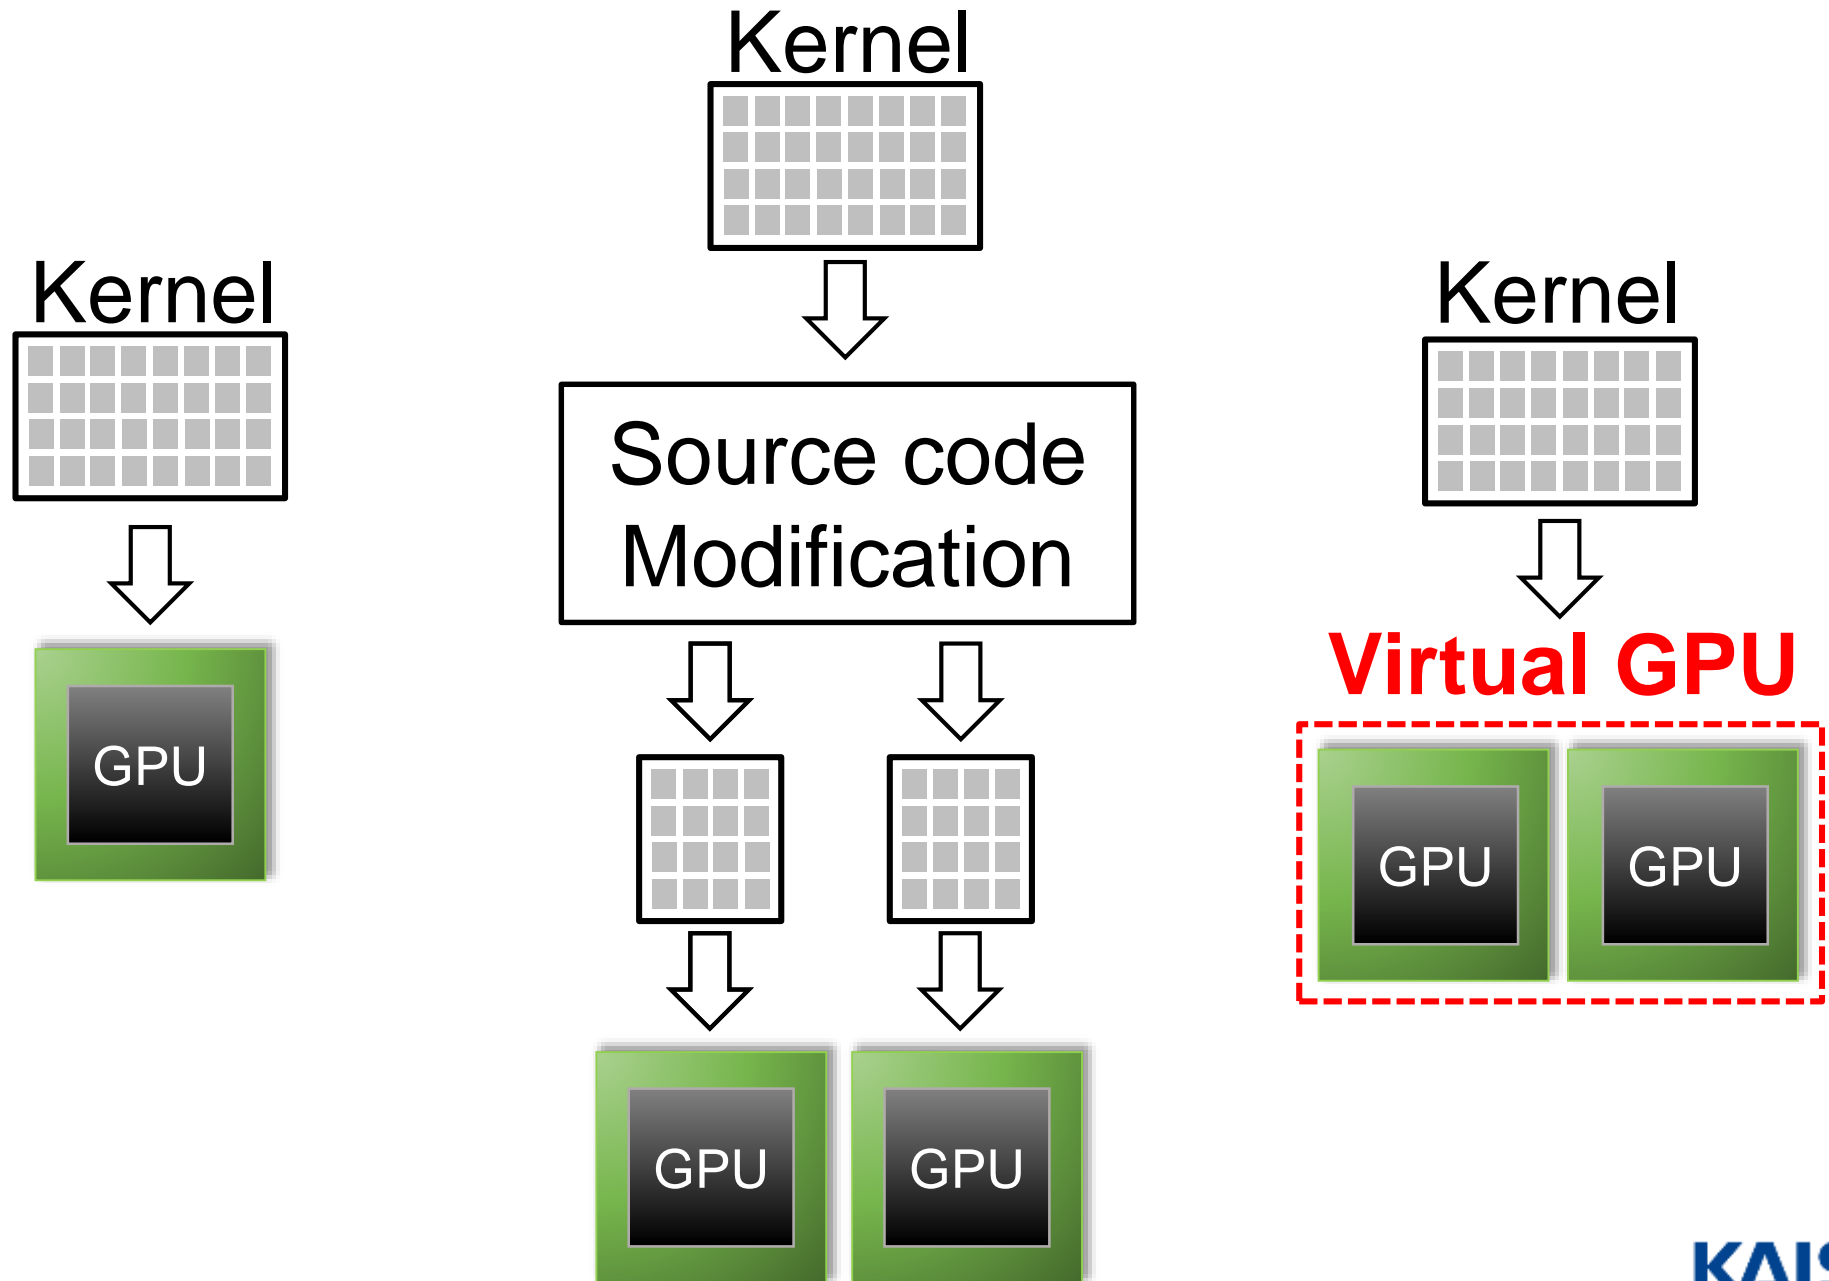 Kernel
GPU
Kernel
Source code
Modification
GPU
GPU
Kernel
Virtual GPU
GPU
GPU